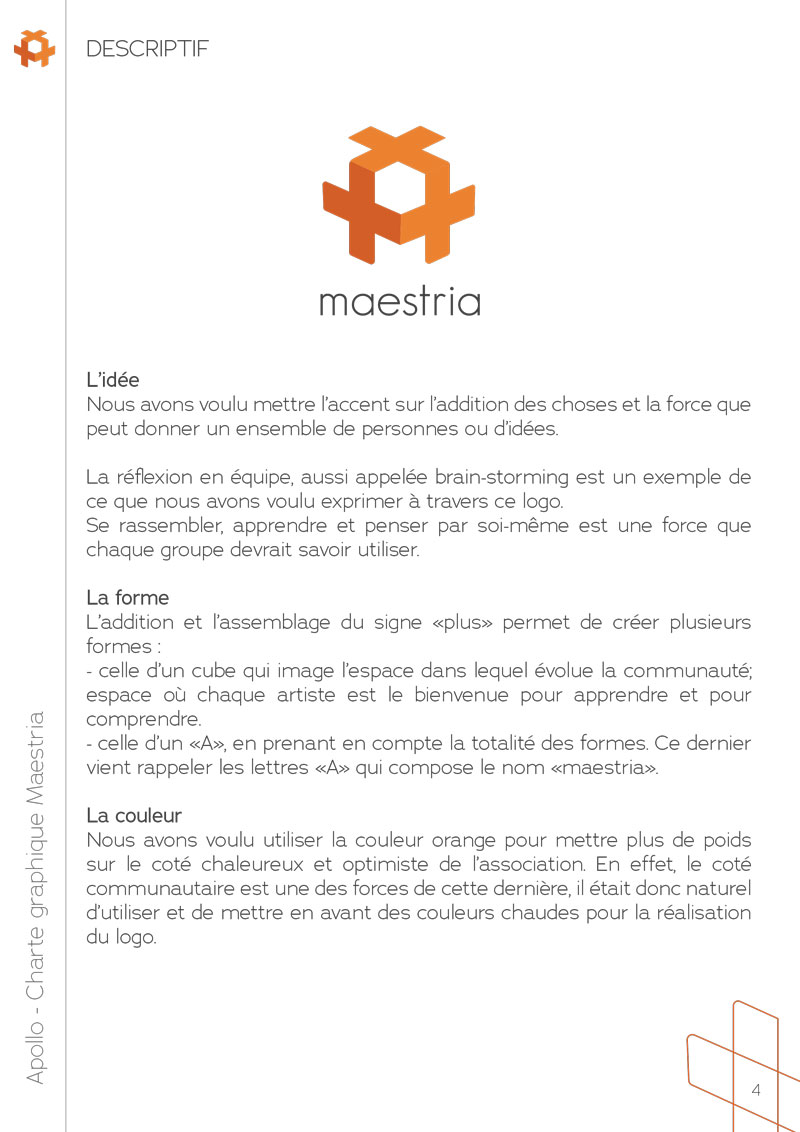 DESCRIPTIF
maestria
L'idée
Nous avons voulu mettre l'accent sur l'addition des choses et la force que
peut donner un ensemble de personnes ou d'idées.
La réflexion en équipe, aussi appelée brain-storming est un exemple de
ce que nous avons voulu exprimer à travers ce logo.
Se rassembler, apprendre et penser par soi-même est une force que
chaque groupe devrait savoir utiliser.
La forme
L'addition et l'assemblage du signe «plus» permet de créer plusieurs
formes :
- celle d'un cube qui image l'espace dans lequel évolue la communauté;
espace où chaque artiste est le bienvenue pour apprendre et pour
comprendre.
- celle d'un «A», en prenant en compte la totalité des formes. Ce dernier
vient rappeler les lettres «A» qui compose le nom «maestria».
La couleur
Nous avons voulu utiliser la couleur orange pour mettre plus de poids
sur le coté chaleureux et optimiste de l'association. En effet, le coté
communautaire est une des forces de cette dernière, il était donc naturel
d'utiliser et de mettre en avant des couleurs chaudes pour la réalisation
du logo.
Apollo - Charte graphique Maestria
4